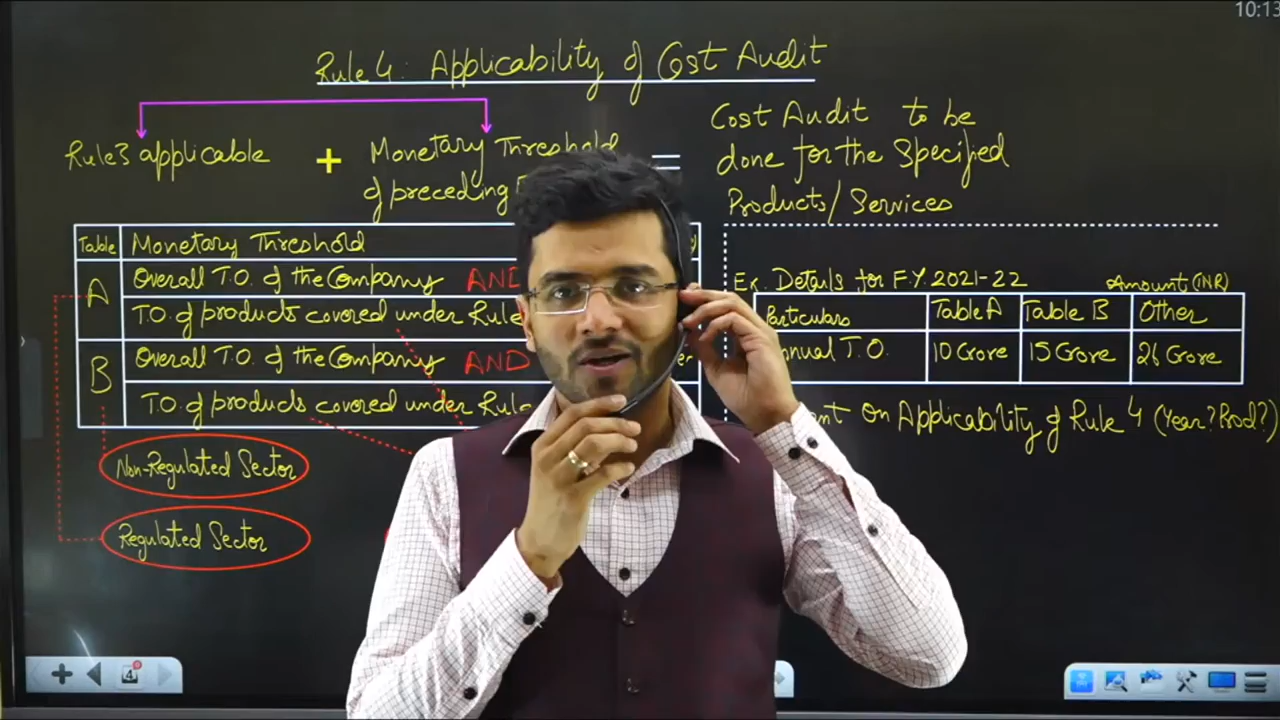 10:13
Rule 4: Applicability of Cost Audit
Rule3 applicable + Monetary Threshold =
of preceding
Cost Audit to be
done for the Specified
Products/Services
Table Monetary Threshold
A Overall T.O. of the Company AND
T.O. of products covered under Rule
B Overall T.O. of the Company AND
T.O. of products covered under Rule
Non-Regulated Sector
Regulated Sector
Ex. Details for F.Y. 2021-22 Amount (INR)
Particulars Table A Table B Other
T.O. 10 Crore 15 Crore 26 Crore
on Applicability of Rule 4 (Year? Prod?)
4